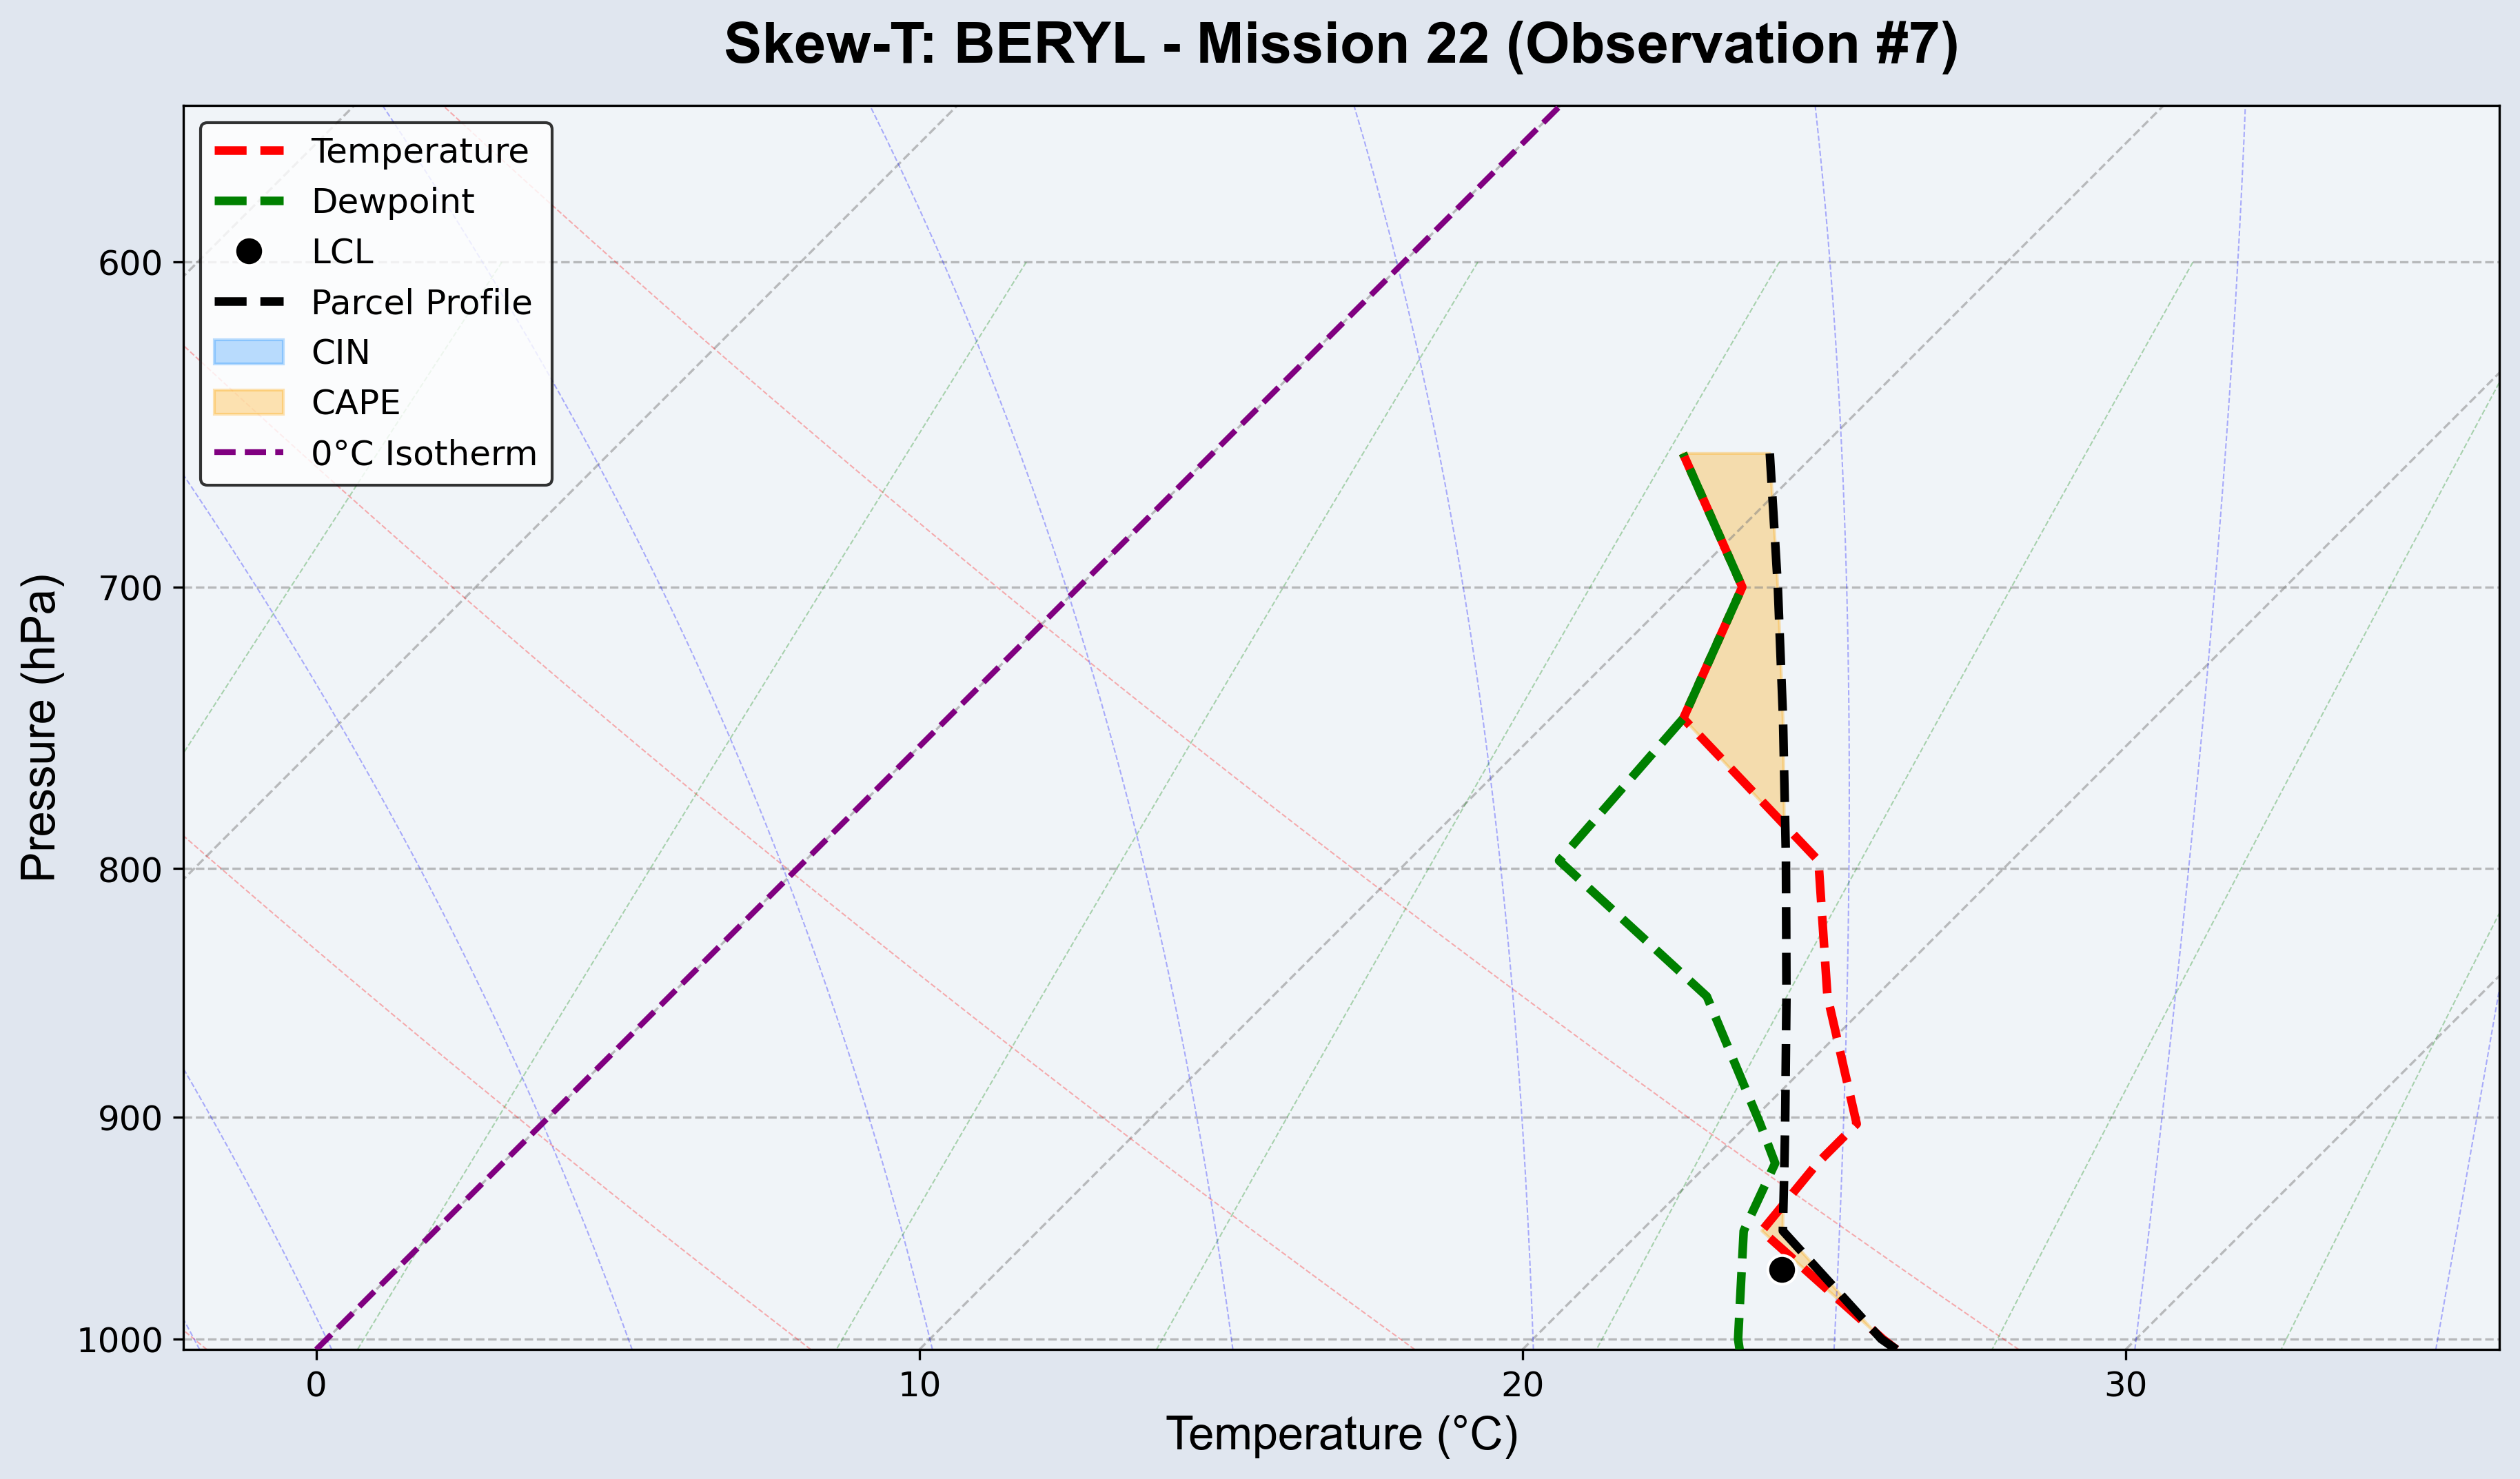 Skew-T: BERYL - Mission 22 (Observation #7)
Temperature
Dewpoint
LCL
Parcel Profile
CIN
CAPE
0°C Isotherm
Pressure (hPa)
600
700
800
900
1000
0 10 20 30
Temperature (°C)